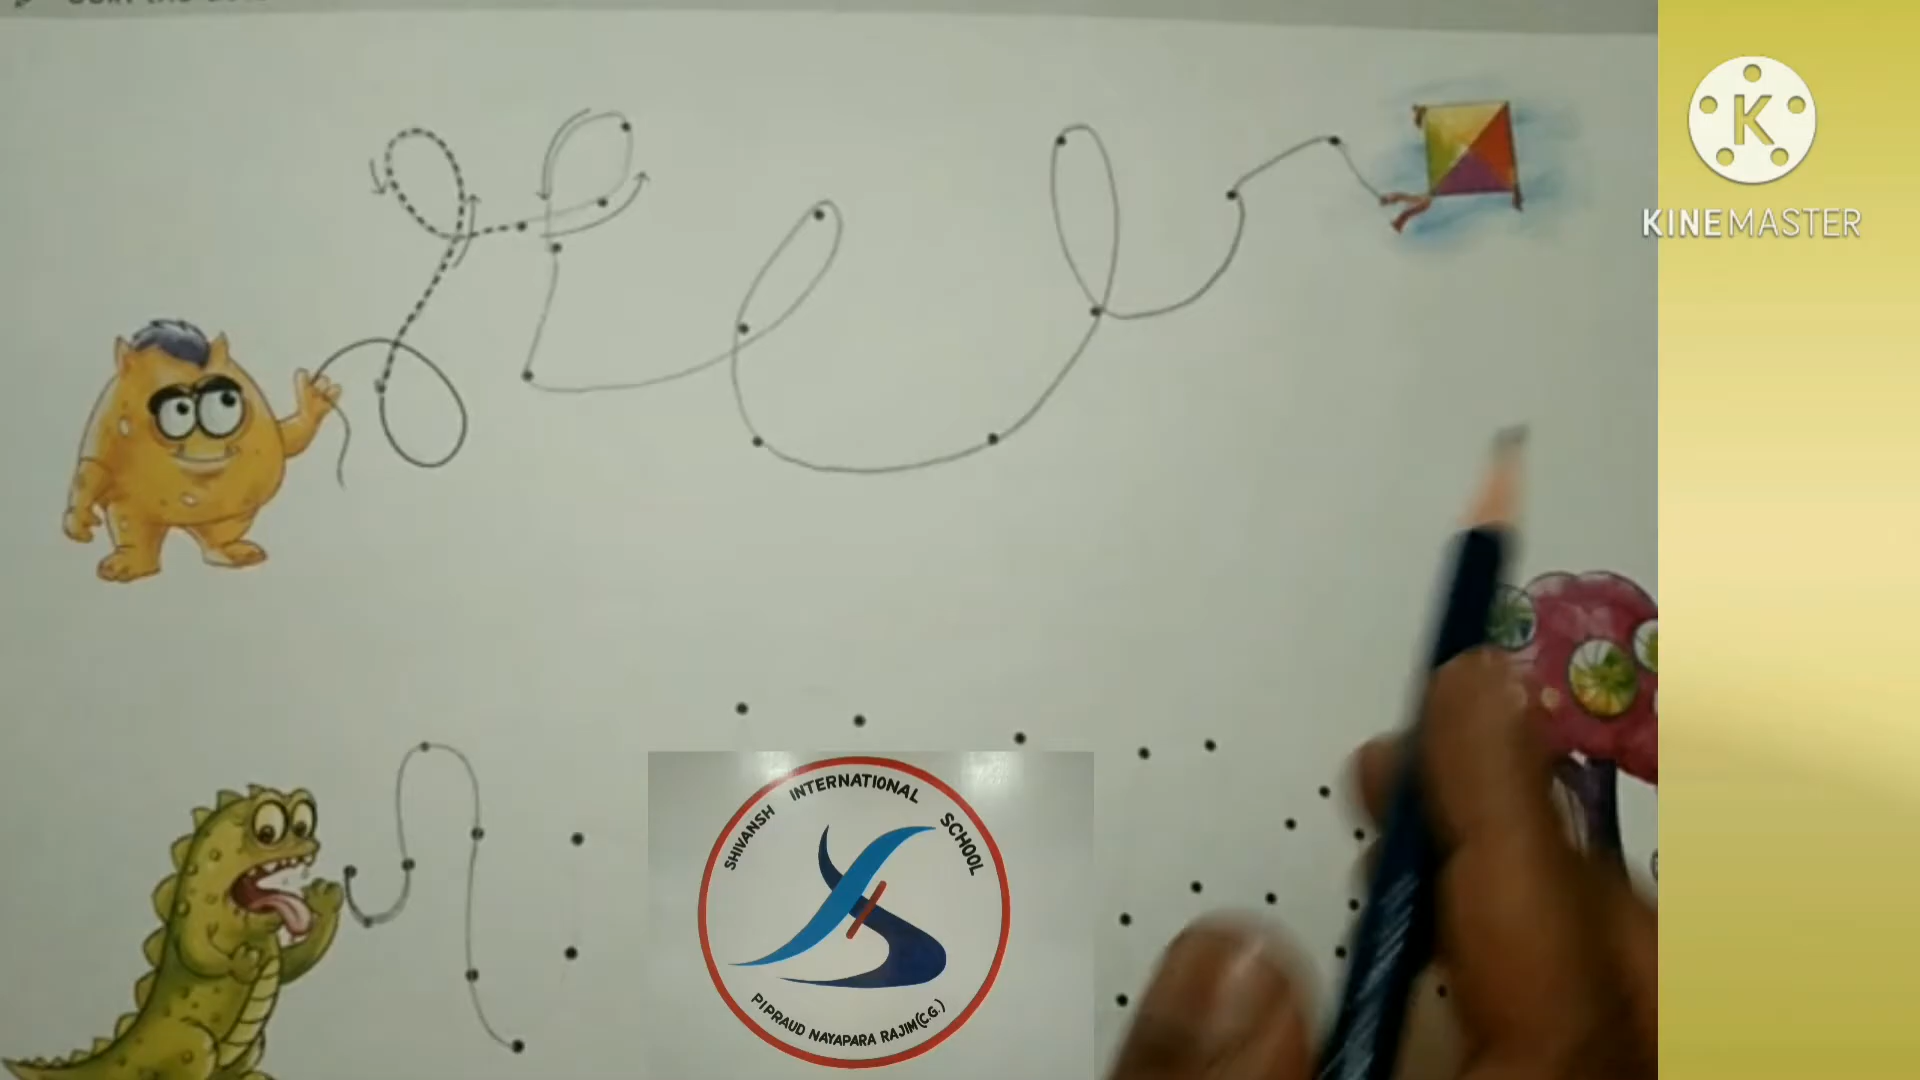 KINEMASTER
SHIVANSH INTERNATIONAL SCHOOL
PIPRAUD NAYAPARA RAJIM(C.G.)